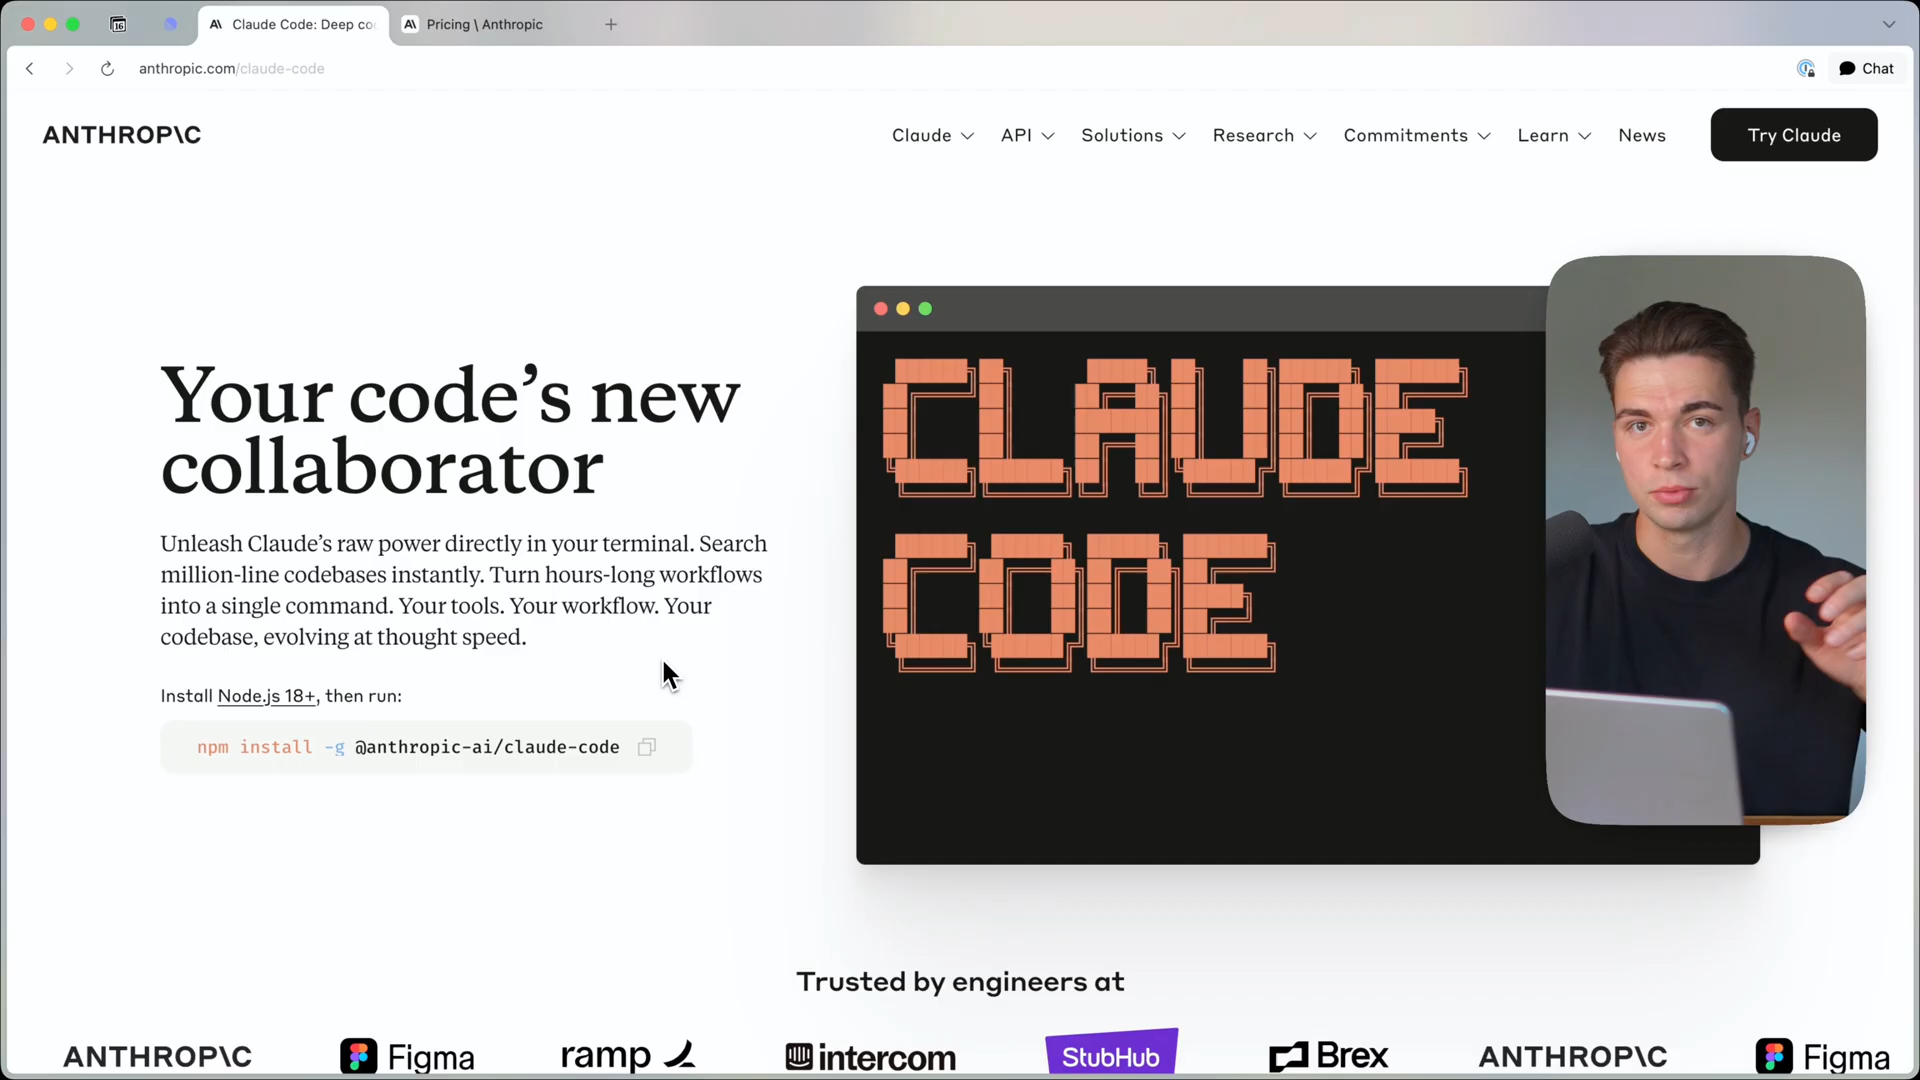 Claude Code: Deep co
Pricing \ Anthropic
anthropic.com/claude-code
Chat
ANTHROP\C
Claude
API
Solutions
Research
Commitments
Learn
News
Try Claude
Your code’s new
collaborator
Unleash Claude’s raw power directly in your terminal. Search
million-line codebases instantly. Turn hours-long workflows
into a single command. Your tools. Your workflow. Your
codebase, evolving at thought speed.
Install Node.js 18+, then run:
npm install -g @anthropic-ai/claude-code
CLAUDE
CODE
Trusted by engineers at
ANTHROP\C
Figma
ramp
intercom
StubHub
Brex
ANTHROP\C
Figma